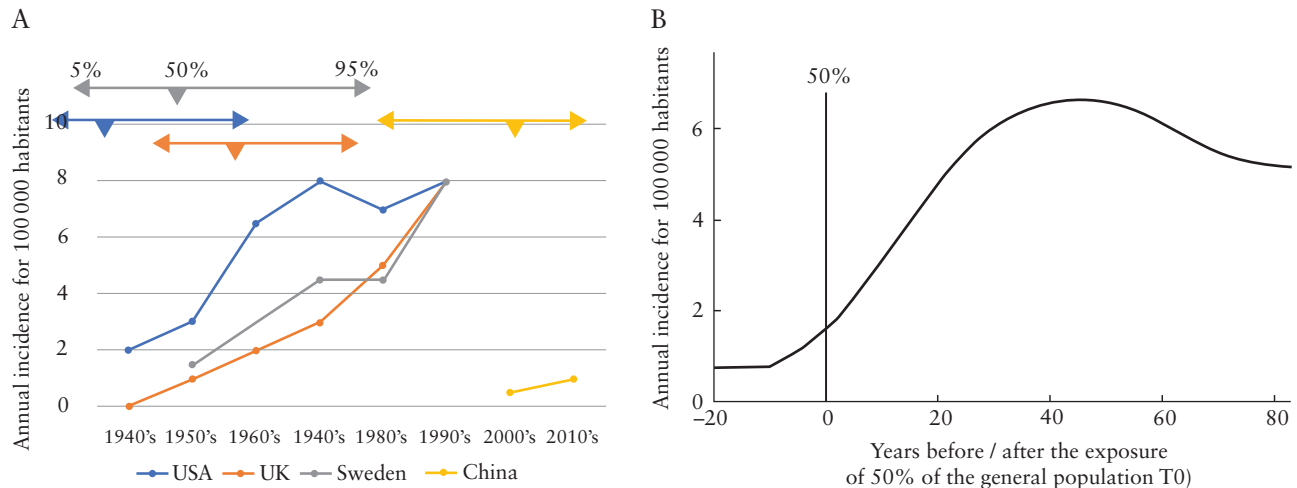 A
Annual incidence for 100 000 habitants
5% 50% 95%
10
8
6
4
2
0
1940’s 1950’s 1960’s 1940’s 1980’s 1990’s 2000’s 2010’s
USA UK Sweden China
B
Annual incidence for 100 000 habitants
50%
6
4
2
0
–20 0 20 40 60 80
Years before / after the exposure
of 50% of the general population T0)